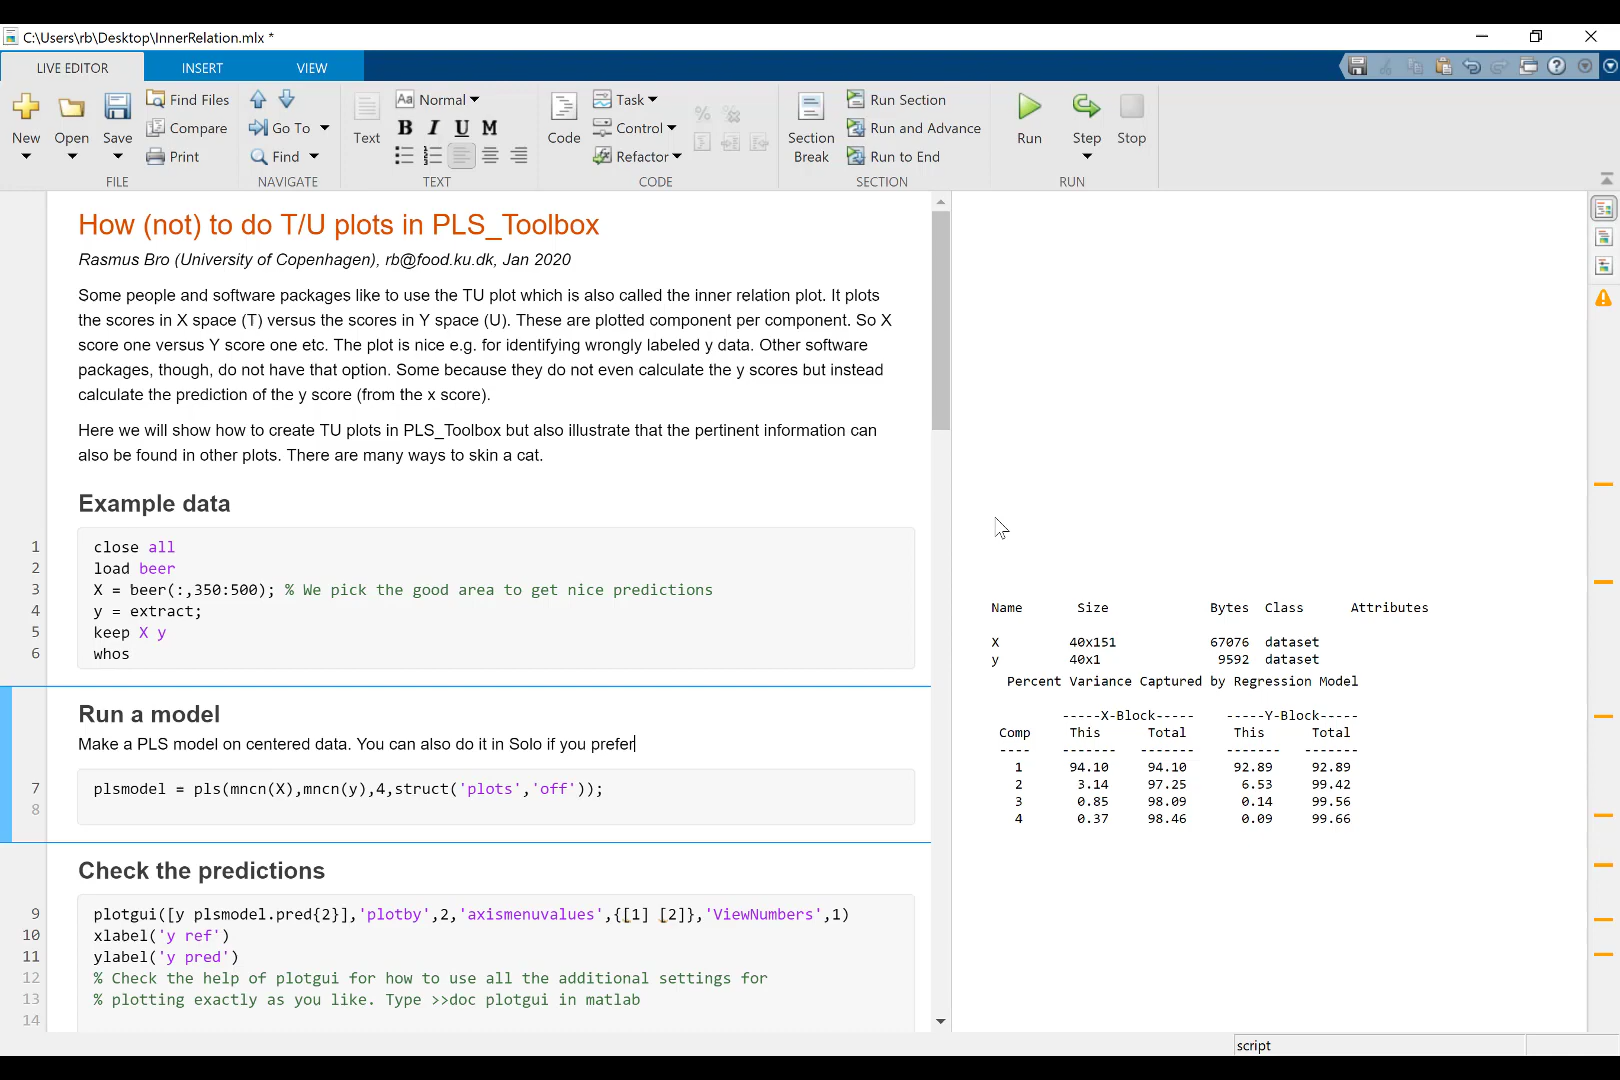 C:\Users\rb\Desktop\InnerRelation.mlx *
LIVE EDITOR
INSERT
VIEW
New
Open
Save
Find Files
Compare
Print
FILE
Go To
Find
NAVIGATE
Text
Aa Normal
B I U M
TEXT
Code
Task
Control
Refactor
CODE
Section
Break
Run Section
Run and Advance
Run to End
SECTION
Run
Step
Stop
RUN
How (not) to do T/U plots in PLS_Toolbox
Rasmus Bro (University of Copenhagen), rb@food.ku.dk, Jan 2020
Some people and software packages like to use the TU plot which is also called the inner relation plot. It plots
the scores in X space (T) versus the scores in Y space (U). These are plotted component per component. So X
score one versus Y score one etc. The plot is nice e.g. for identifying wrongly labeled y data. Other software
packages, though, do not have that option. Some because they do not even calculate the y scores but instead
calculate the prediction of the y score (from the x score).
Here we will show how to create TU plots in PLS_Toolbox but also illustrate that the pertinent information can
also be found in other plots. There are many ways to skin a cat.
Example data
1 close all
2 load beer
3 X = beer(:,350:500); % We pick the good area to get nice predictions
4 y = extract;
5 keep X y
6 whos
Run a model
Make a PLS model on centered data. You can also do it in Solo if you prefer
7 plsmodel = pls(mncn(X),mncn(y),4,struct('plots','off'));
8
Check the predictions
9 plotgui([y plsmodel.pred{2}],'plotby',2,'axismenuvalues',{[1] [2]},'ViewNumbers',1)
10 xlabel('y ref')
11 ylabel('y pred')
12 % Check the help of plotgui for how to use all the additional settings for
13 % plotting exactly as you like. Type >>doc plotgui in matlab
14
Name Size Bytes Class Attributes
X 40x151 67076 dataset
y 40x1 9592 dataset
Percent Variance Captured by Regression Model
-----X-Block----- -----Y-Block-----
Comp This Total This Total
---- ------- ------- ------- -------
1 94.10 94.10 92.89 92.89
2 3.14 97.25 6.53 99.42
3 0.85 98.09 0.14 99.56
4 0.37 98.46 0.09 99.66
script